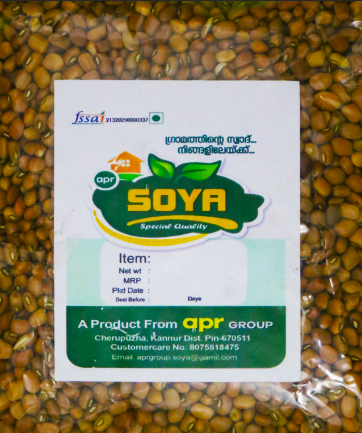 fssai 21320250000337
ഗ്രാമത്തിന്റെ സ്വാദ്...
നിങ്ങളിലേയ്ക്ക്...
apr
SOYA
Special Quality
Item:
Net wt :
MRP :
Pkd Date :
Best Before : Days
A Product From apr GROUP
Cherupuzha, Kannur Dist. Pin-670511
Customercare No: 8075818475
Email: aprgroup.soya@gamil.com